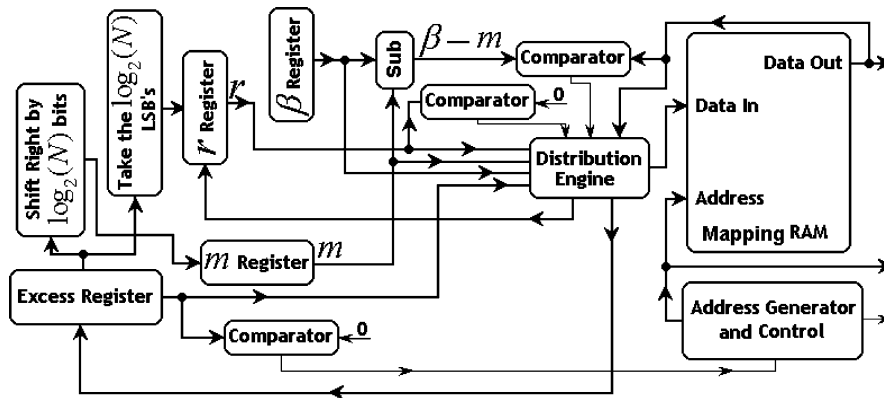 Shift Right by
log₂(N) bits
Take the log₂(N)
LSB's
r Register
r
β Register
Sub
β − m
Comparator
Comparator
0
Distribution
Engine
Data Out
Data In
Address
Mapping RAM
m Register
m
Excess Register
Comparator
0
Address Generator
and Control